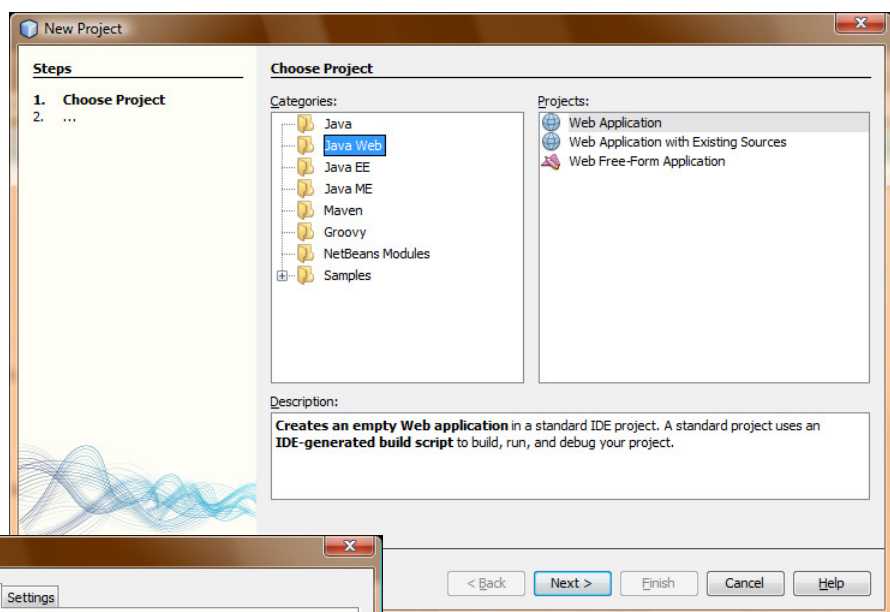 New Project
Steps
1. Choose Project
2. ...
Choose Project
Categories:
Java
Java Web
Java EE
Java ME
Maven
Groovy
NetBeans Modules
Samples
Projects:
Web Application
Web Application with Existing Sources
Web Free-Form Application
Description:
Creates an empty Web application in a standard IDE project. A standard project uses an
IDE-generated build script to build, run, and debug your project.
< Back Next > Finish Cancel Help
Settings